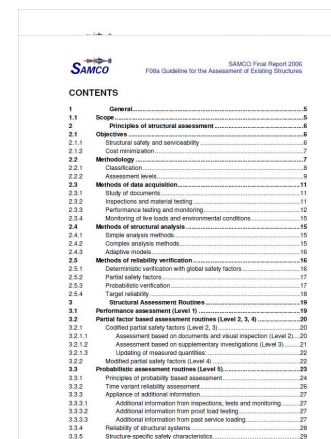 SAMCO
SAMCO Final Report 2006
F08a Guideline for the Assessment of Existing Structures
CONTENTS
1 General.....5
1.1 Scope.....5
2 Principles of structural assessment.....6
2.1 Objectives.....6
2.1.1 Structural safety and serviceability.....6
2.1.2 Cost minimization.....7
2.2 Methodology.....7
2.2.1 Classification.....8
2.2.2 Assessment levels.....9
2.3 Methods of data acquisition.....11
2.3.1 Study of documents.....11
2.3.2 Inspections and material testing.....11
2.3.3 Performance testing and monitoring.....12
2.3.4 Monitoring of live loads and environmental conditions.....15
2.4 Methods of structural analysis.....15
2.4.1 Simple analysis methods.....15
2.4.2 Complex analysis methods.....15
2.4.3 Adaptive models.....16
2.5 Methods of reliability verification.....16
2.5.1 Deterministic verification with global safety factors.....16
2.5.2 Partial safety factors.....17
2.5.3 Probabilistic verification.....17
2.5.4 Target reliability.....18
3 Structural Assessment Routines.....19
3.1 Performance assessment (Level 1).....19
3.2 Partial factor based assessment routines (Level 2, 3, 4).....20
3.2.1 Codified partial safety factors (Level 2, 3).....20
3.2.1.1 Assessment based on documents and visual inspection (Level 2)....20
3.2.1.2 Assessment based on supplementary investigations (Level 3).....21
3.2.1.3 Updating of measured quantities:.....22
3.2.2 Modified partial safety factors (Level 4).....22
3.3 Probabilistic assessment routines (Level 5).....23
3.3.1 Principles of probability based assessment.....24
3.3.2 Time variant reliability assessment.....26
3.3.3 Appliance of additional information.....27
3.3.3.1 Additional information from inspections, tests and monitoring.....27
3.3.3.2 Additional information from proof load testing.....27
3.3.3.3 Additional information from past service loading.....27
3.3.4 Reliability of structural systems.....28
3.3.5 Structure-specific safety characteristics.....29